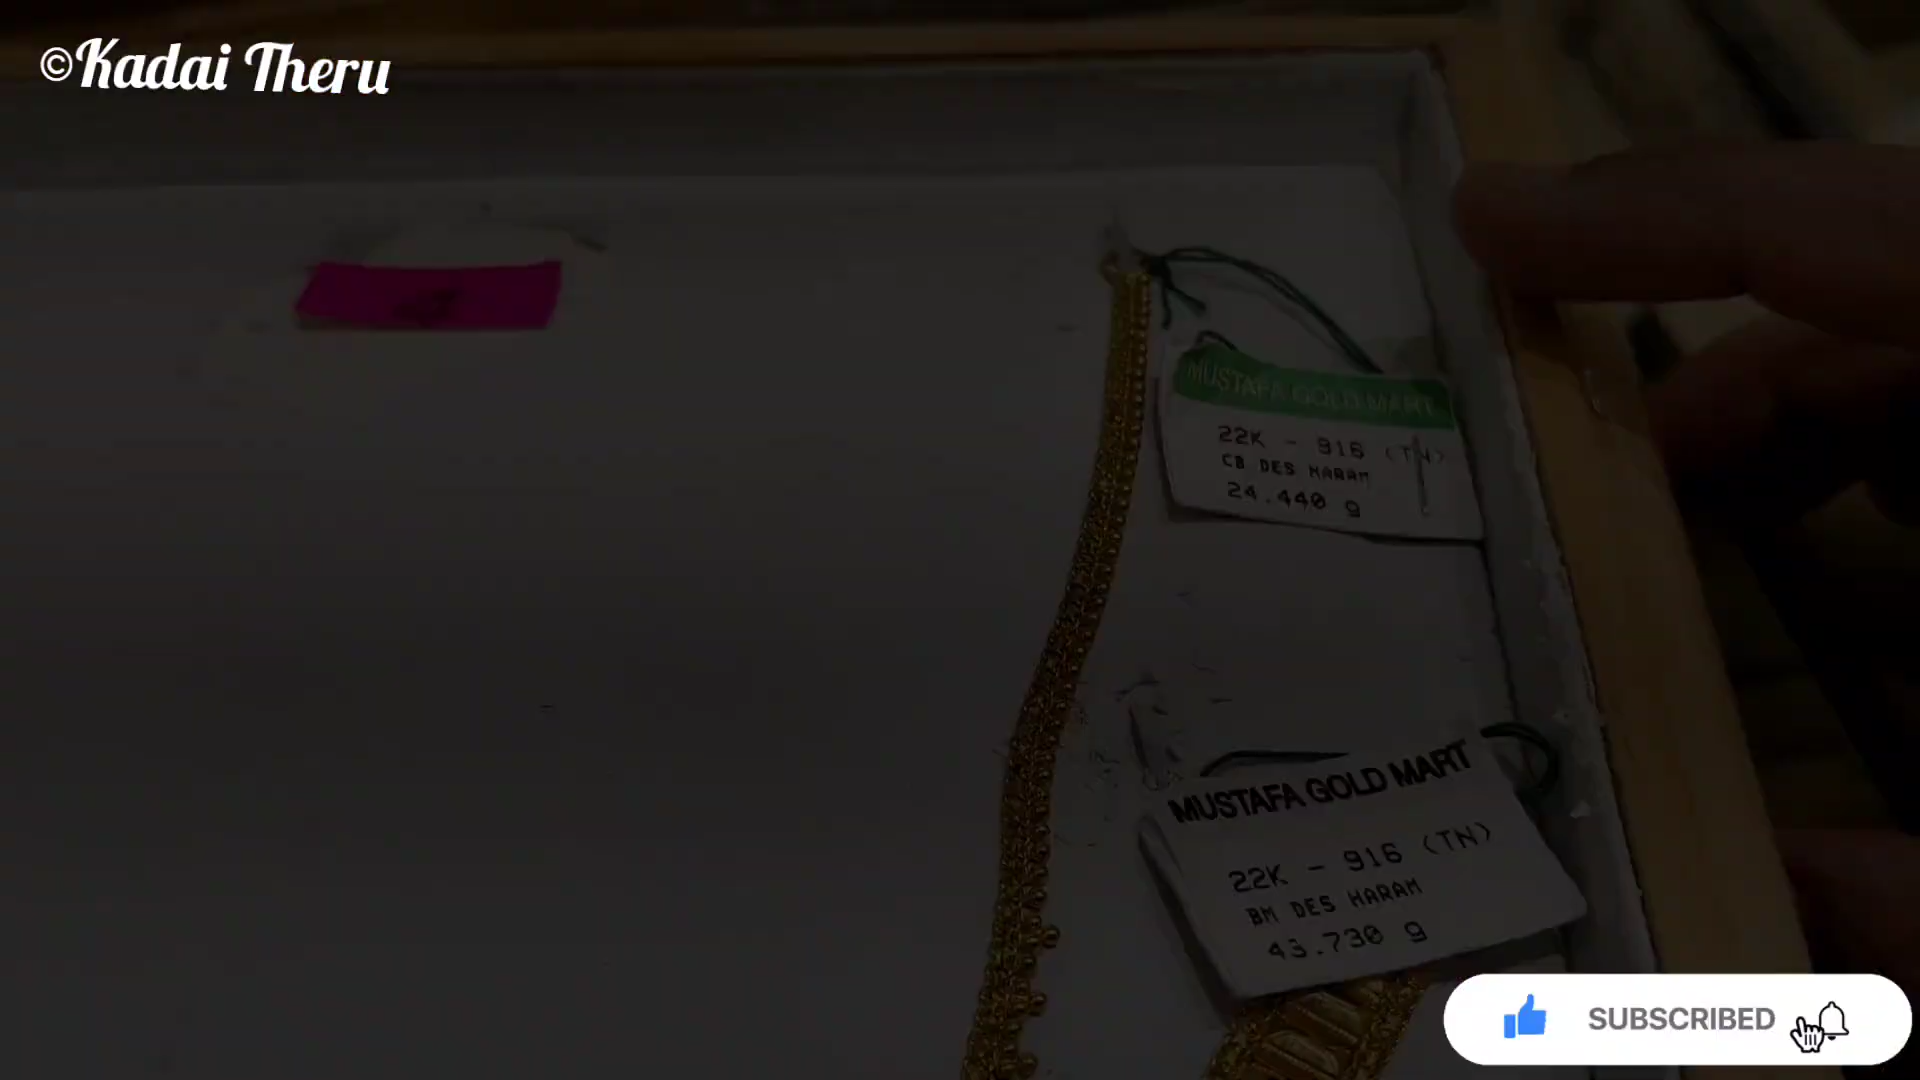 ©Kadai Theru
MUSTAFA GOLD MART
22K - 916 (TN)
CB DES HARAM
24.440 g
MUSTAFA GOLD MART
22K - 916 (TN)
BM DES HARAM
43.730 g
SUBSCRIBED